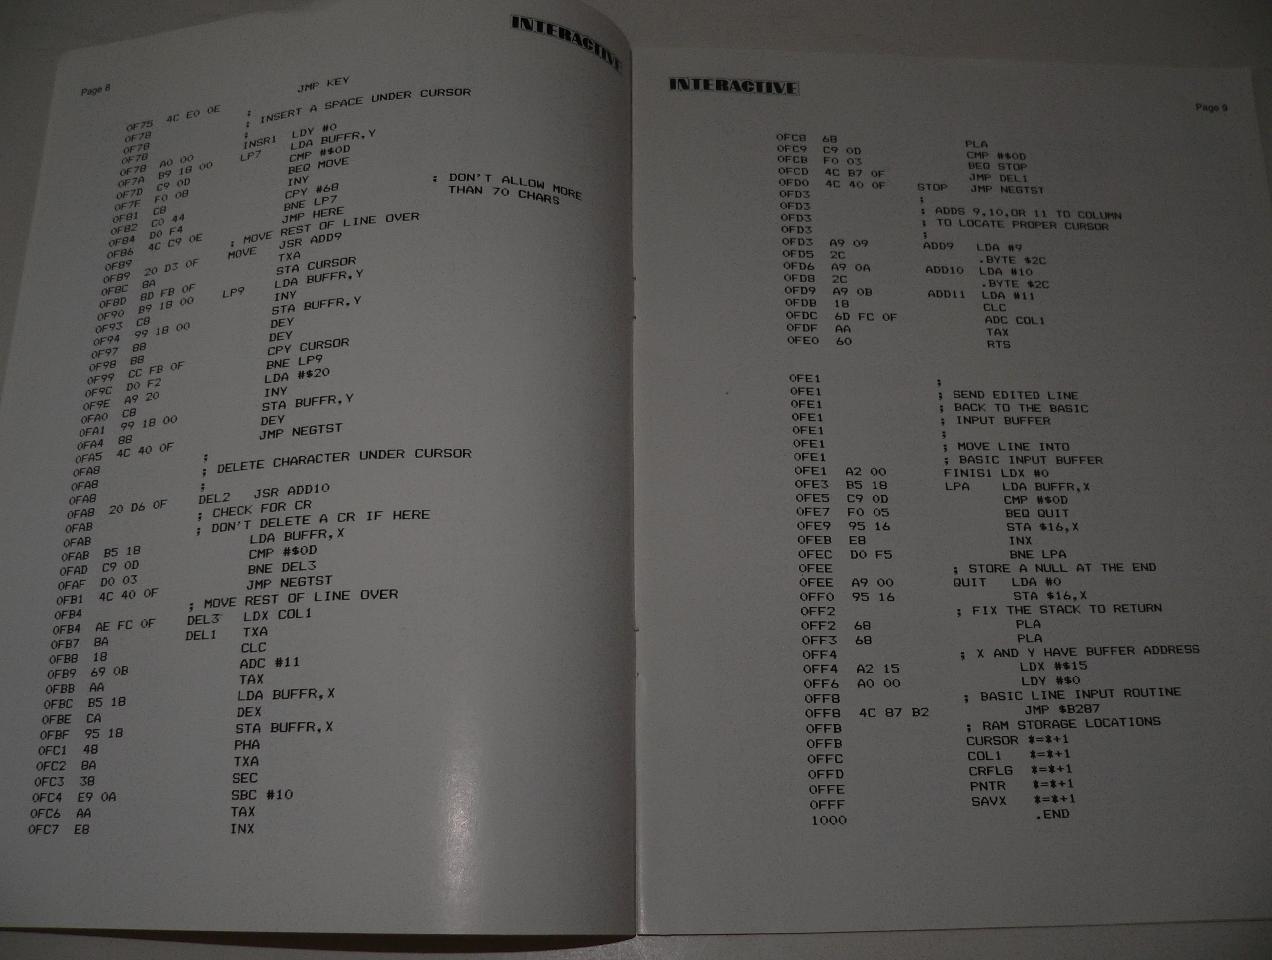 INTERACTIVE
Page 8
0F75 4C E0 0E JMP KEY
0F78 ;
0F78 ; INSERT A SPACE UNDER CURSOR
0F78 ;
0F78 A0 00 INSR1 LDY #0
0F7A B9 18 00 LP7 LDA BUFFR,Y
0F7D C9 0D CMP #$0D
0F7F F0 08 BEQ MOVE
0F81 C8 INY
0F82 C0 44 CPY #68 ; DON'T ALLOW MORE
0F84 D0 F4 BNE LP7 THAN 70 CHARS
0F86 4C C9 0E JMP HERE
0F89 ; MOVE REST OF LINE OVER
0F89 20 D3 0F MOVE JSR ADD9
0F8C 8A TXA
0F8D 8D FB 0F STA CURSOR
0F90 B9 18 00 LP9 LDA BUFFR,Y
0F93 C8 INY
0F94 99 18 00 STA BUFFR,Y
0F97 88 DEY
0F98 88 DEY
0F99 CC FB 0F CPY CURSOR
0F9C D0 F2 BNE LP9
0F9E A9 20 LDA #$20
0FA0 C8 INY
0FA1 99 18 00 STA BUFFR,Y
0FA4 88 DEY
0FA5 4C 40 0F JMP NEGTST
0FA8 ;
0FA8 ; DELETE CHARACTER UNDER CURSOR
0FA8 ;
0FA8 20 D6 0F DEL2 JSR ADD10
0FAB ; CHECK FOR CR
0FAB ; DON'T DELETE A CR IF HERE
0FAB B5 18 LDA BUFFR,X
0FAD C9 0D CMP #$0D
0FAF D0 03 BNE DEL3
0FB1 4C 40 0F JMP NEGTST
0FB4 ; MOVE REST OF LINE OVER
0FB4 AE FC 0F DEL3 LDX COL1
0FB7 8A DEL1 TXA
0FB8 18 CLC
0FB9 69 0B ADC #11
0FBB AA TAX
0FBC B5 18 LDA BUFFR,X
0FBE CA DEX
0FBF 95 18 STA BUFFR,X
0FC1 48 PHA
0FC2 8A TXA
0FC3 38 SEC
0FC4 E9 0A SBC #10
0FC6 AA TAX
0FC7 E8 INX
INTERACTIVE
Page 9
0FC8 68 PLA
0FC9 C9 0D CMP #$0D
0FCB F0 03 BEQ STOP
0FCD 4C B7 0F JMP DEL1
0FD0 4C 40 0F STOP JMP NEGTST
0FD3 ;
0FD3 ; ADDS 9,10,OR 11 TO COLUMN
0FD3 ; TO LOCATE PROPER CURSOR
0FD3 ;
0FD3 A9 09 ADD9 LDA #9
0FD5 2C .BYTE $2C
0FD6 A9 0A ADD10 LDA #10
0FD8 2C .BYTE $2C
0FD9 A9 0B ADD11 LDA #11
0FDB 18 CLC
0FDC 6D FC 0F ADC COL1
0FDF AA TAX
0FE0 60 RTS
0FE1 ;
0FE1 ; SEND EDITED LINE
0FE1 ; BACK TO THE BASIC
0FE1 ; INPUT BUFFER
0FE1 ;
0FE1 ; MOVE LINE INTO
0FE1 ; BASIC INPUT BUFFER
0FE1 A2 00 FINIS1 LDX #0
0FE3 B5 18 LPA LDA BUFFR,X
0FE5 C9 0D CMP #$0D
0FE7 F0 05 BEQ QUIT
0FE9 95 16 STA $16,X
0FEB E8 INX
0FEC D0 F5 BNE LPA
0FEE ; STORE A NULL AT THE END
0FEE A9 00 QUIT LDA #0
0FF0 95 16 STA $16,X
0FF2 ; FIX THE STACK TO RETURN
0FF2 68 PLA
0FF3 68 PLA
0FF4 ; X AND Y HAVE BUFFER ADDRESS
0FF4 A2 15 LDX #$15
0FF6 A0 00 LDY #$0
0FF8 ; BASIC LINE INPUT ROUTINE
0FF8 4C 87 B2 JMP $B287
0FFB ; RAM STORAGE LOCATIONS
0FFB CURSOR *=*+1
0FFC COL1 *=*+1
0FFD CRFLG *=*+1
0FFE PNTR *=*+1
0FFF SAVX *=*+1
1000 .END